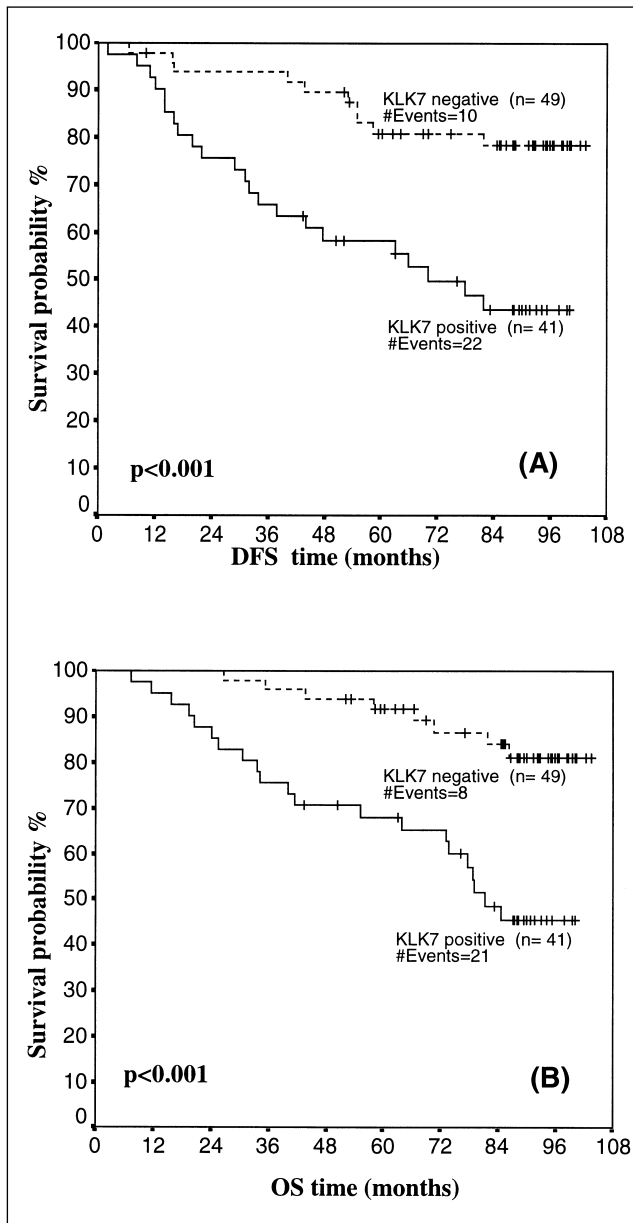 100
90
80
70
60
50
40
30
20
10
0
Survival probability %
KLK7 negative (n= 49)
#Events=10
KLK7 positive (n= 41)
#Events=22
p<0.001
(A)
0 12 24 36 48 60 72 84 96 108
DFS time (months)
100
90
80
70
60
50
40
30
20
10
0
Survival probability %
KLK7 negative (n= 49)
#Events=8
KLK7 positive (n= 41)
#Events=21
p<0.001
(B)
0 12 24 36 48 60 72 84 96 108
OS time (months)